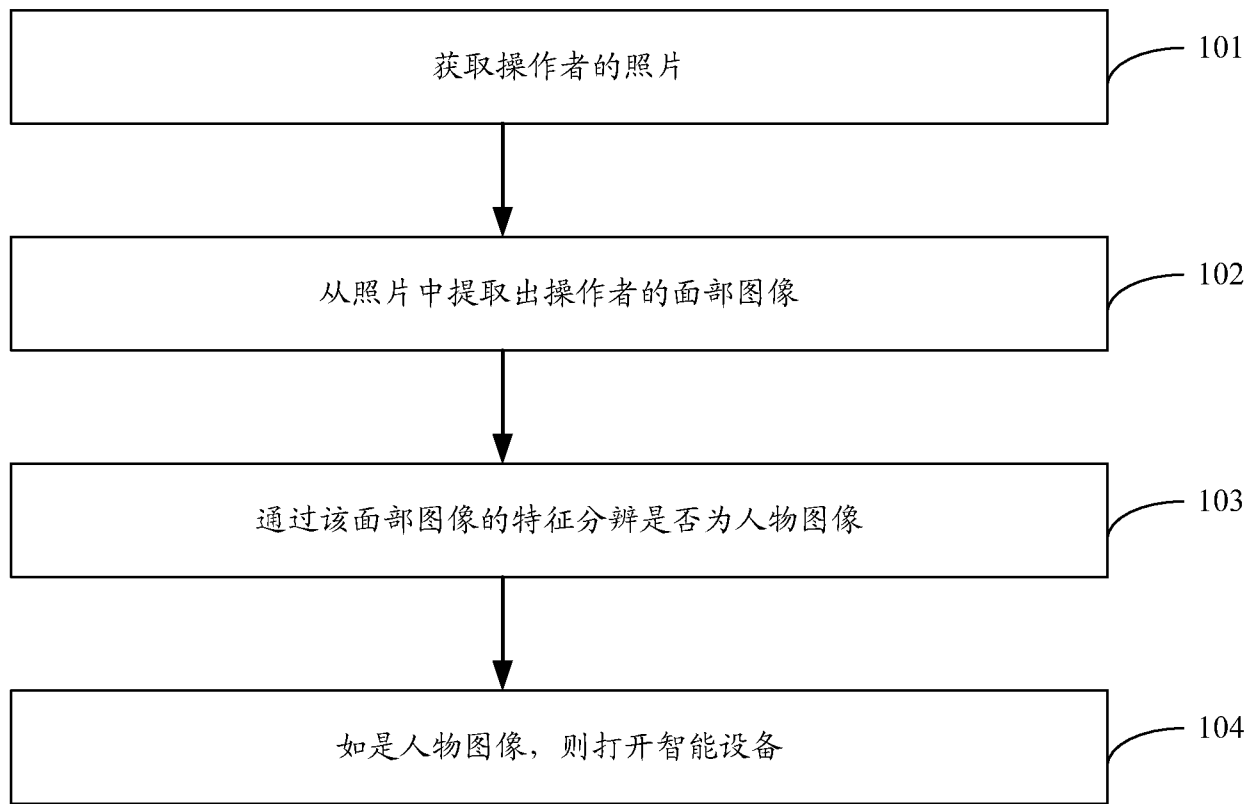 获取操作者的照片
101
从照片中提取出操作者的面部图像
102
通过该面部图像的特征分辨是否为人物图像
103
如是人物图像，则打开智能设备
104